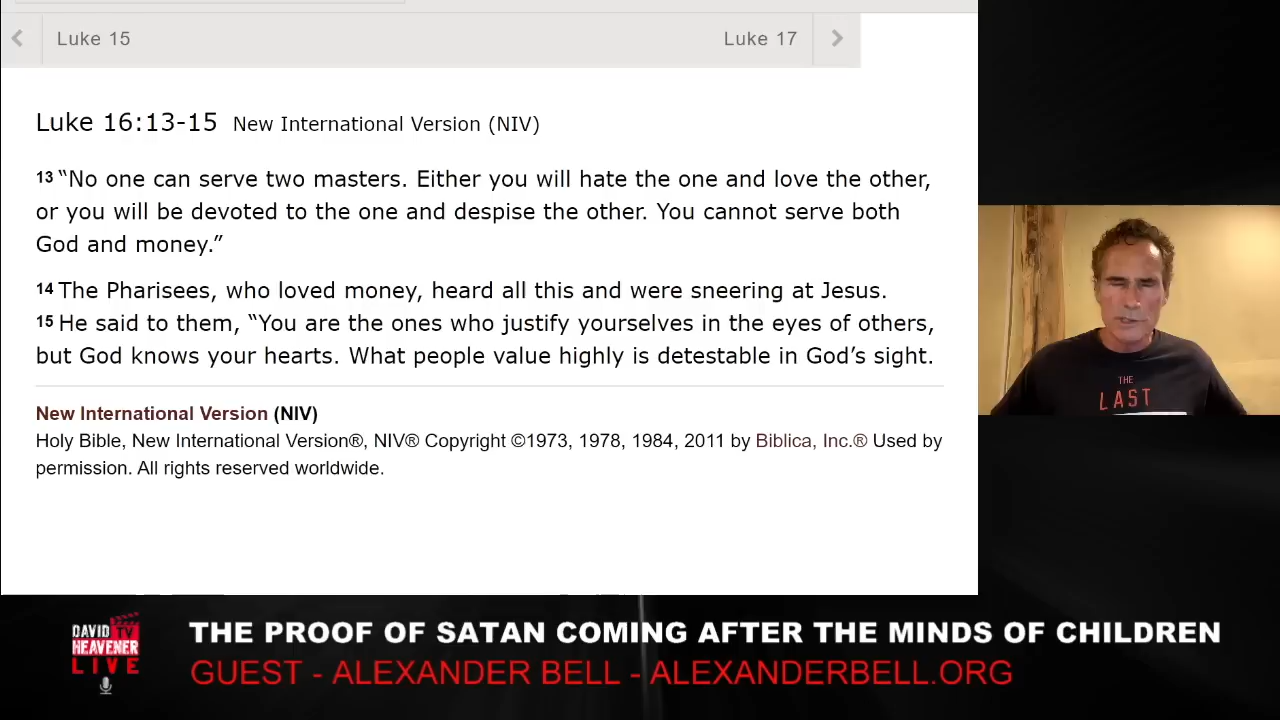 Luke 15
Luke 17
Luke 16:13-15 New International Version (NIV)
13 “No one can serve two masters. Either you will hate the one and love the other,
or you will be devoted to the one and despise the other. You cannot serve both
God and money.”
14 The Pharisees, who loved money, heard all this and were sneering at Jesus.
15 He said to them, “You are the ones who justify yourselves in the eyes of others,
but God knows your hearts. What people value highly is detestable in God’s sight.
New International Version (NIV)
Holy Bible, New International Version®, NIV® Copyright ©1973, 1978, 1984, 2011 by Biblica, Inc.® Used by
permission. All rights reserved worldwide.
THE
LAST
DAVID TV
HEAVENER
LIVE
THE PROOF OF SATAN COMING AFTER THE MINDS OF CHILDREN
GUEST - ALEXANDER BELL - ALEXANDERBELL.ORG